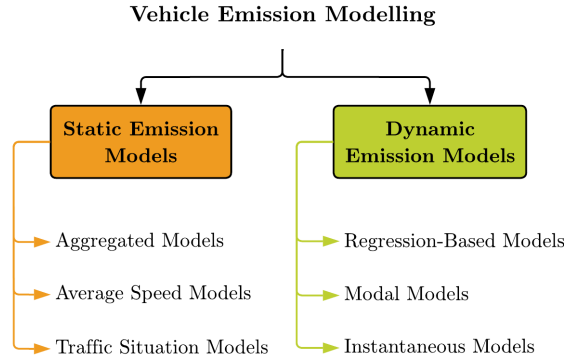 Vehicle Emission Modelling
Static Emission
Models
Dynamic
Emission Models
Aggregated Models
Average Speed Models
Traffic Situation Models
Regression-Based Models
Modal Models
Instantaneous Models